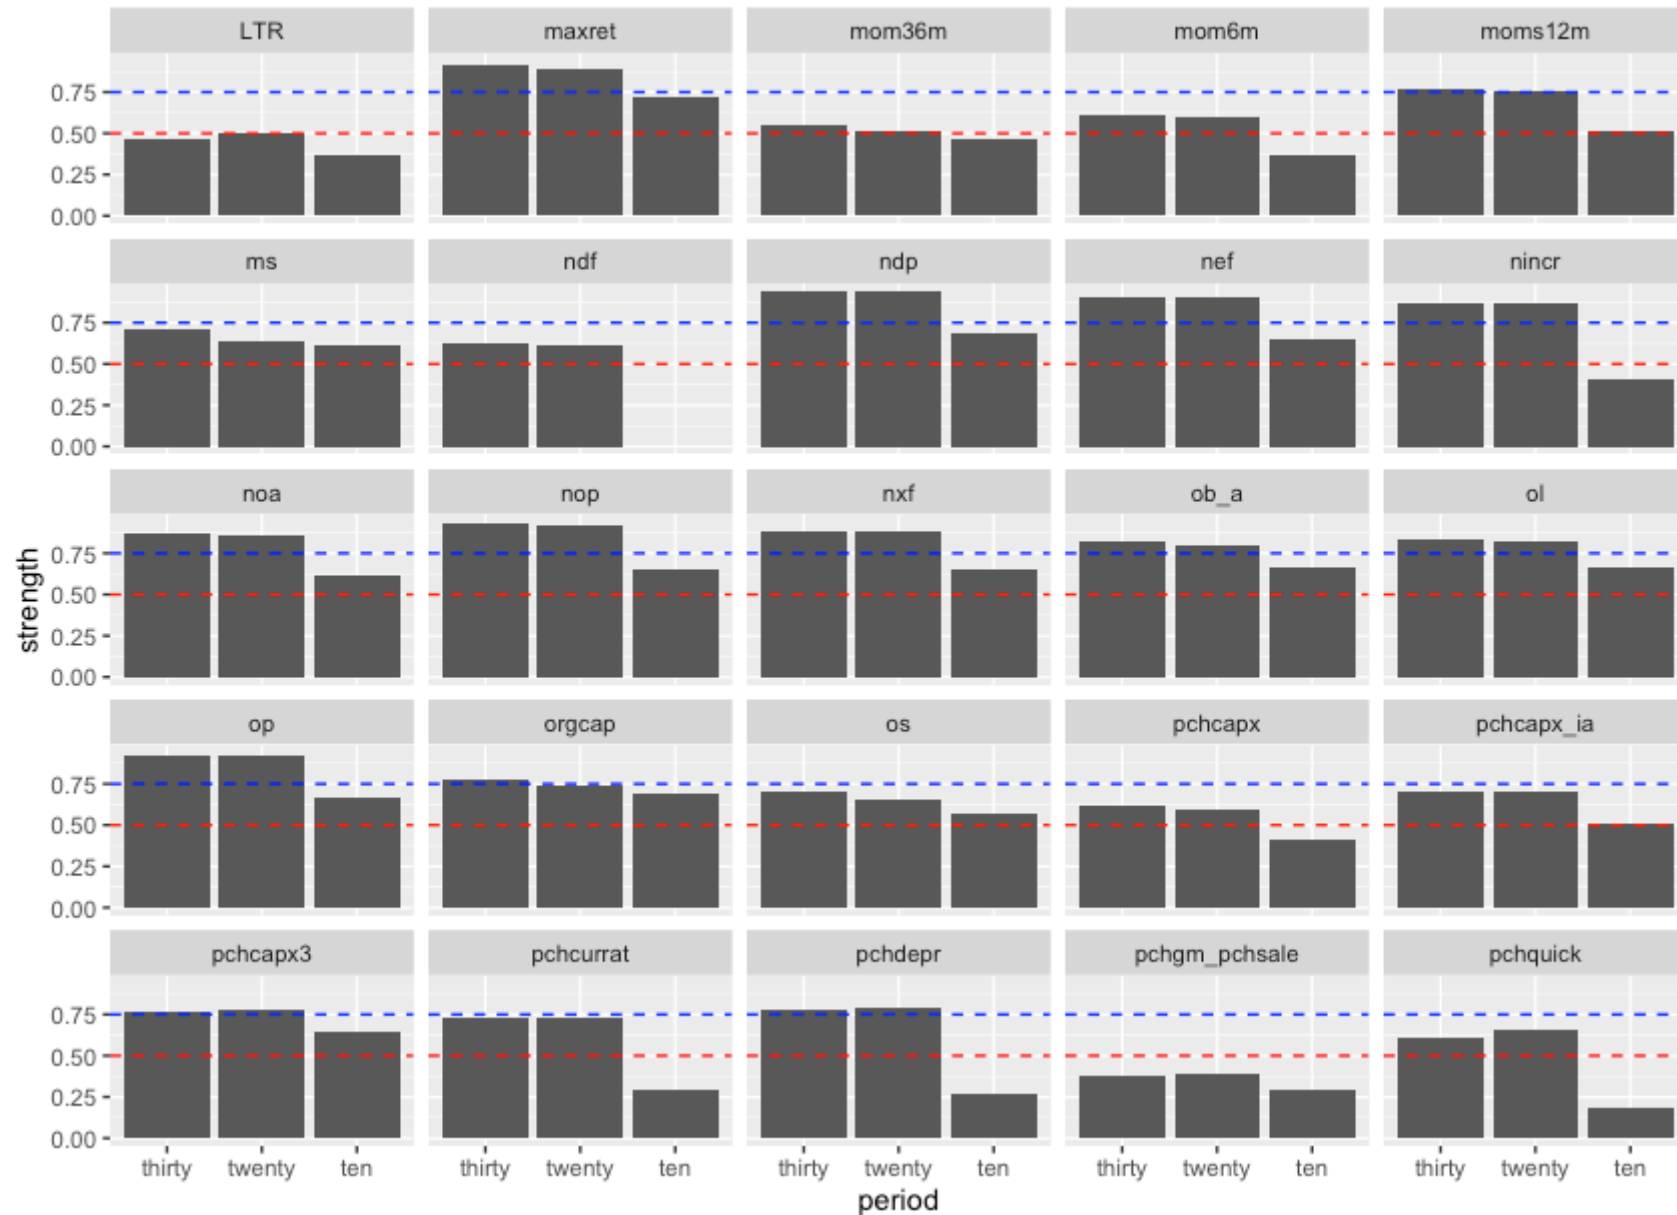 LTR maxret mom36m mom6m moms12m
0.75
0.50
0.25
0.00
ms ndf ndp nef nincr
0.75
0.50
0.25
0.00
noa nop nxf ob_a ol
0.75
0.50
0.25
0.00
strength
op orgcap os pchcapx pchcapx_ia
0.75
0.50
0.25
0.00
pchcapx3 pchcurrat pchdepr pchgm_pchsale pchquick
0.75
0.50
0.25
0.00
thirty twenty ten thirty twenty ten thirty twenty ten thirty twenty ten thirty twenty ten
period